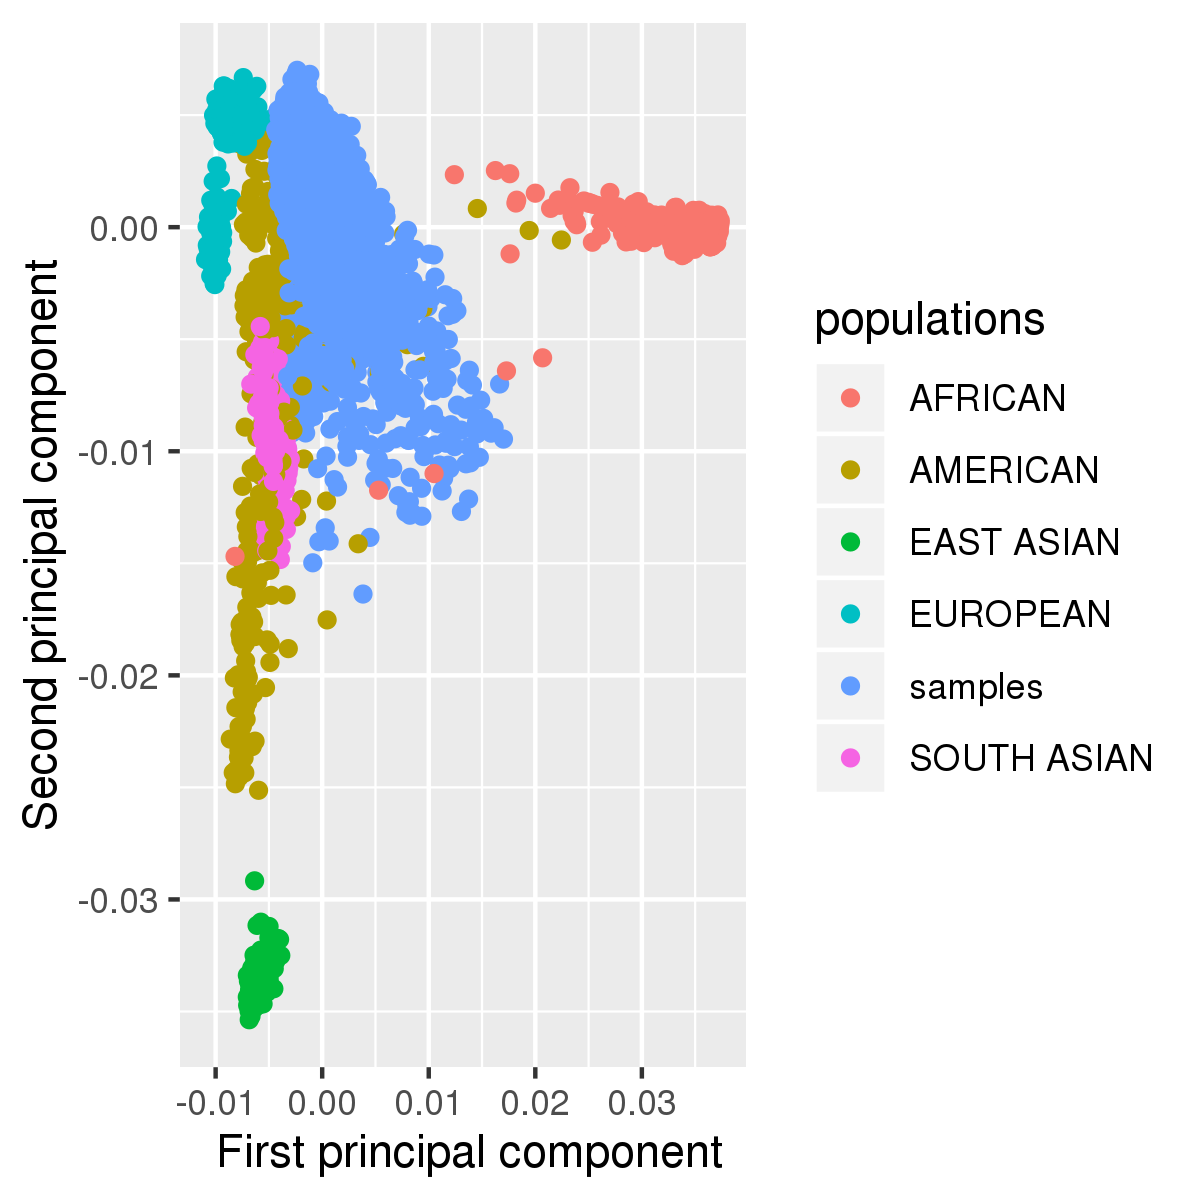 Second principal component
0.00
-0.01
-0.02
-0.03
-0.01 0.00 0.01 0.02 0.03
First principal component
populations
AFRICAN
AMERICAN
EAST ASIAN
EUROPEAN
samples
SOUTH ASIAN